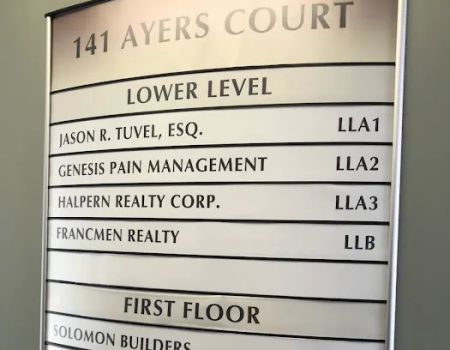 141 AYERS COURT
LOWER LEVEL
JASON R. TUVEL, ESQ. LLA1
GENESIS PAIN MANAGEMENT LLA2
HALPERN REALTY CORP. LLA3
FRANCMEN REALTY LLB
FIRST FLOOR
SOLOMON BUILDERS